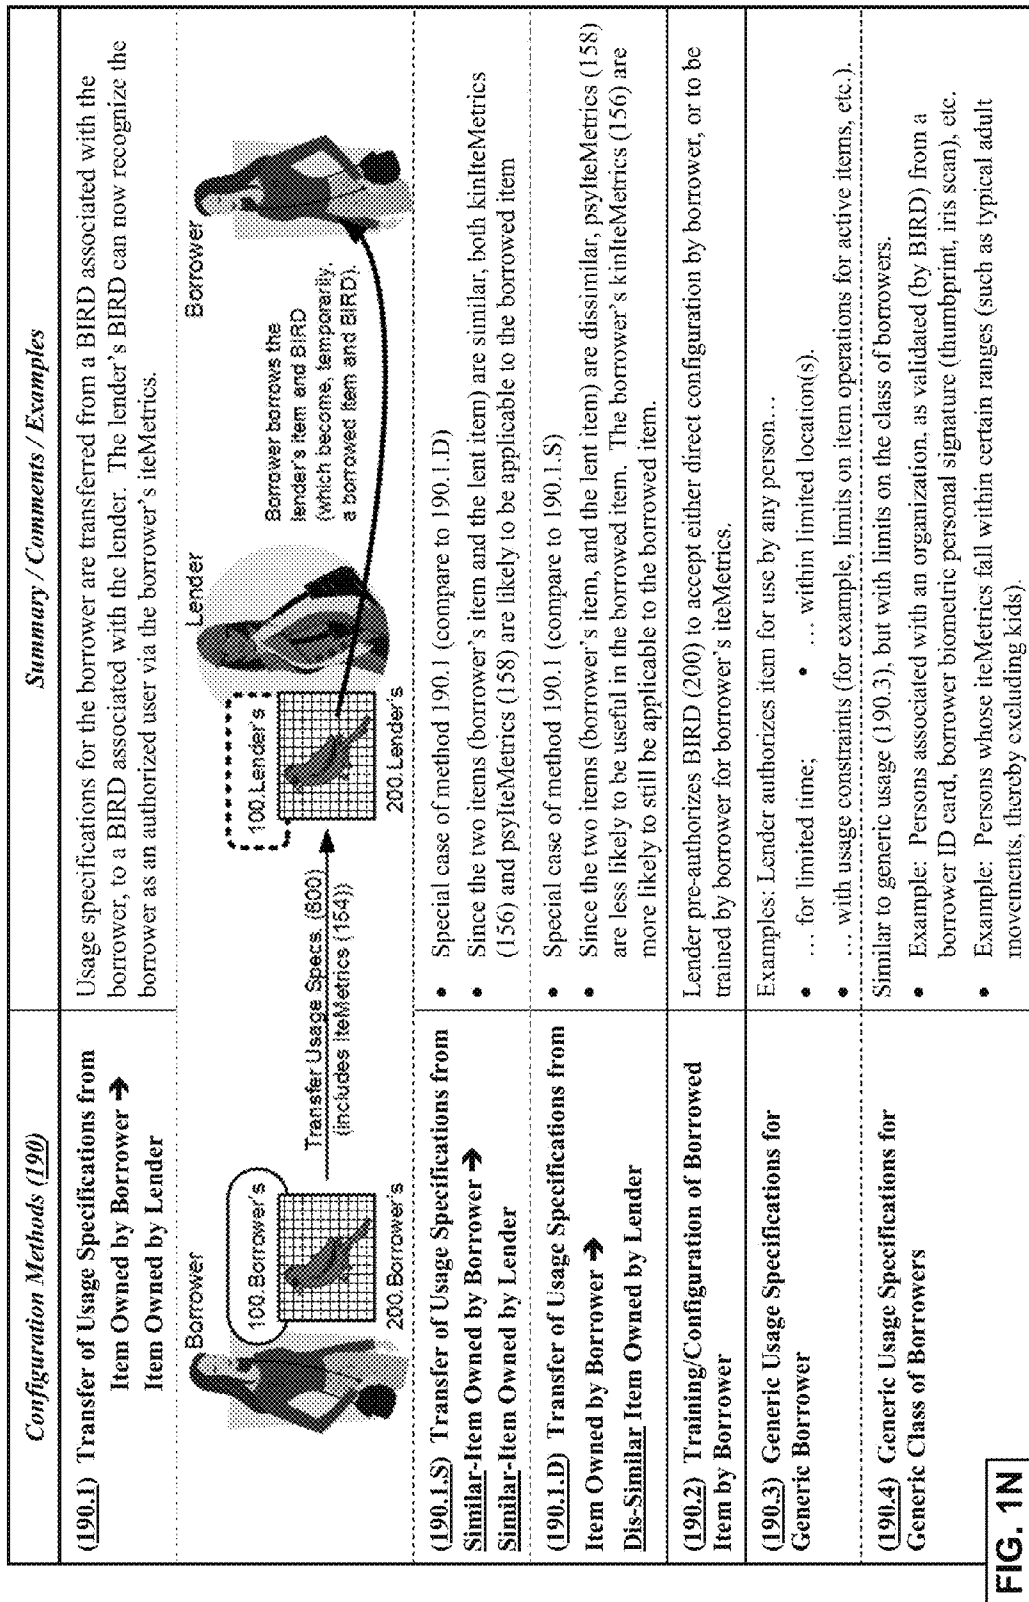 Configuration Methods (190)
Summary / Comments / Examples
(190.1) Transfer of Usage Specifications from
Item Owned by Borrower ➔
Item Owned by Lender
Usage specifications for the borrower are transferred from a BIRD associated with the
borrower, to a BIRD associated with the lender. The lender's BIRD can now recognize the
borrower as an authorized user via the borrower's iteMetrics.
Borrower
100.Borrower's
200.Borrower's
Transfer Usage Specs. (800)
(includes IteMetrics (154))
Lender
100.Lender's
200.Lender's
Borrower borrows the
lender's item and BIRD
(which become, temporarily,
a borrowed item and BIRD).
Borrower
(190.1.S) Transfer of Usage Specifications from
Similar-Item Owned by Borrower ➔
Similar-Item Owned by Lender
• Special case of method 190.1 (compare to 190.1.D)
• Since the two items (borrower's item and the lent item) are similar, both kinIteMetrics
(156) and psyIteMetrics (158) are likely to be applicable to the borrowed item
(190.1.D) Transfer of Usage Specifications from
Item Owned by Borrower ➔
Dis-Similar Item Owned by Lender
• Special case of method 190.1 (compare to 190.1.S)
• Since the two items (borrower's item, and the lent item) are dissimilar, psyIteMetrics (158)
are less likely to be useful in the borrowed item. The borrower's kinIteMetrics (156) are
more likely to still be applicable to the borrowed item.
(190.2) Training/Configuration of Borrowed
Item by Borrower
Lender pre-authorizes BIRD (200) to accept either direct configuration by borrower, or to be
trained by borrower for borrower's iteMetrics.
(190.3) Generic Usage Specifications for
Generic Borrower
Examples: Lender authorizes item for use by any person…
• … for limited time; • … within limited location(s).
• … with usage constraints (for example, limits on item operations for active items, etc.).
(190.4) Generic Usage Specifications for
Generic Class of Borrowers
Similar to generic usage (190.3), but with limits on the class of borrowers.
• Example: Persons associated with an organization, as validated (by BIRD) from a
borrower ID card, borrower biometric personal signature (thumbprint, iris scan), etc.
• Example: Persons whose iteMetrics fall within certain ranges (such as typical adult
movements, thereby excluding kids).
FIG. 1N